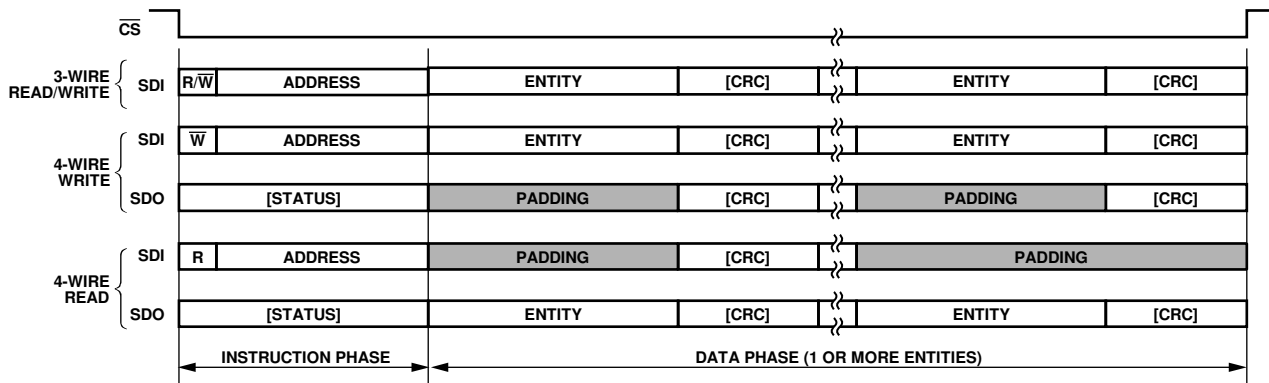 CS
3-WIRE
READ/WRITE
SDI R/W ADDRESS ENTITY [CRC] ENTITY [CRC]
4-WIRE
WRITE
SDI W ADDRESS ENTITY [CRC] ENTITY [CRC]
SDO [STATUS] PADDING [CRC] PADDING [CRC]
4-WIRE
READ
SDI R ADDRESS PADDING [CRC] PADDING
SDO [STATUS] ENTITY [CRC] ENTITY [CRC]
INSTRUCTION PHASE DATA PHASE (1 OR MORE ENTITIES)